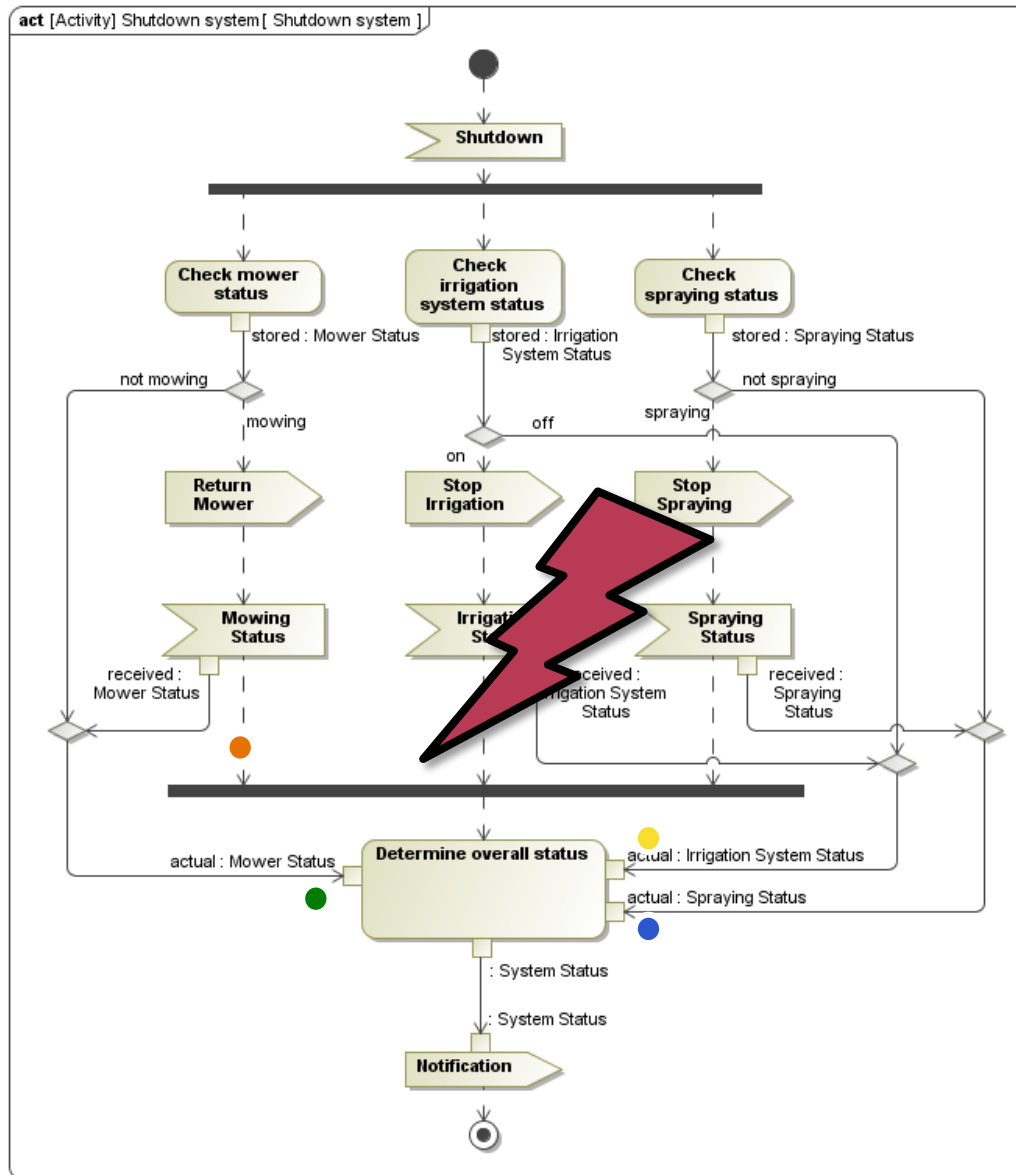 act [Activity] Shutdown system[ Shutdown system ]
Shutdown
Check mower
status
Check
irrigation
system status
Check
spraying status
stored : Mower Status
stored : Irrigation
System Status
stored : Spraying Status
not mowing
mowing
on
off
spraying
not spraying
Return
Mower
Stop
Irrigation
Stop
Spraying
Mowing
Status
Spraying
Status
received :
Mower Status
System
Status
received :
Spraying
Status
Determine overall status
actual : Mower Status
actual : Irrigation System Status
actual : Spraying Status
: System Status
: System Status
Notification